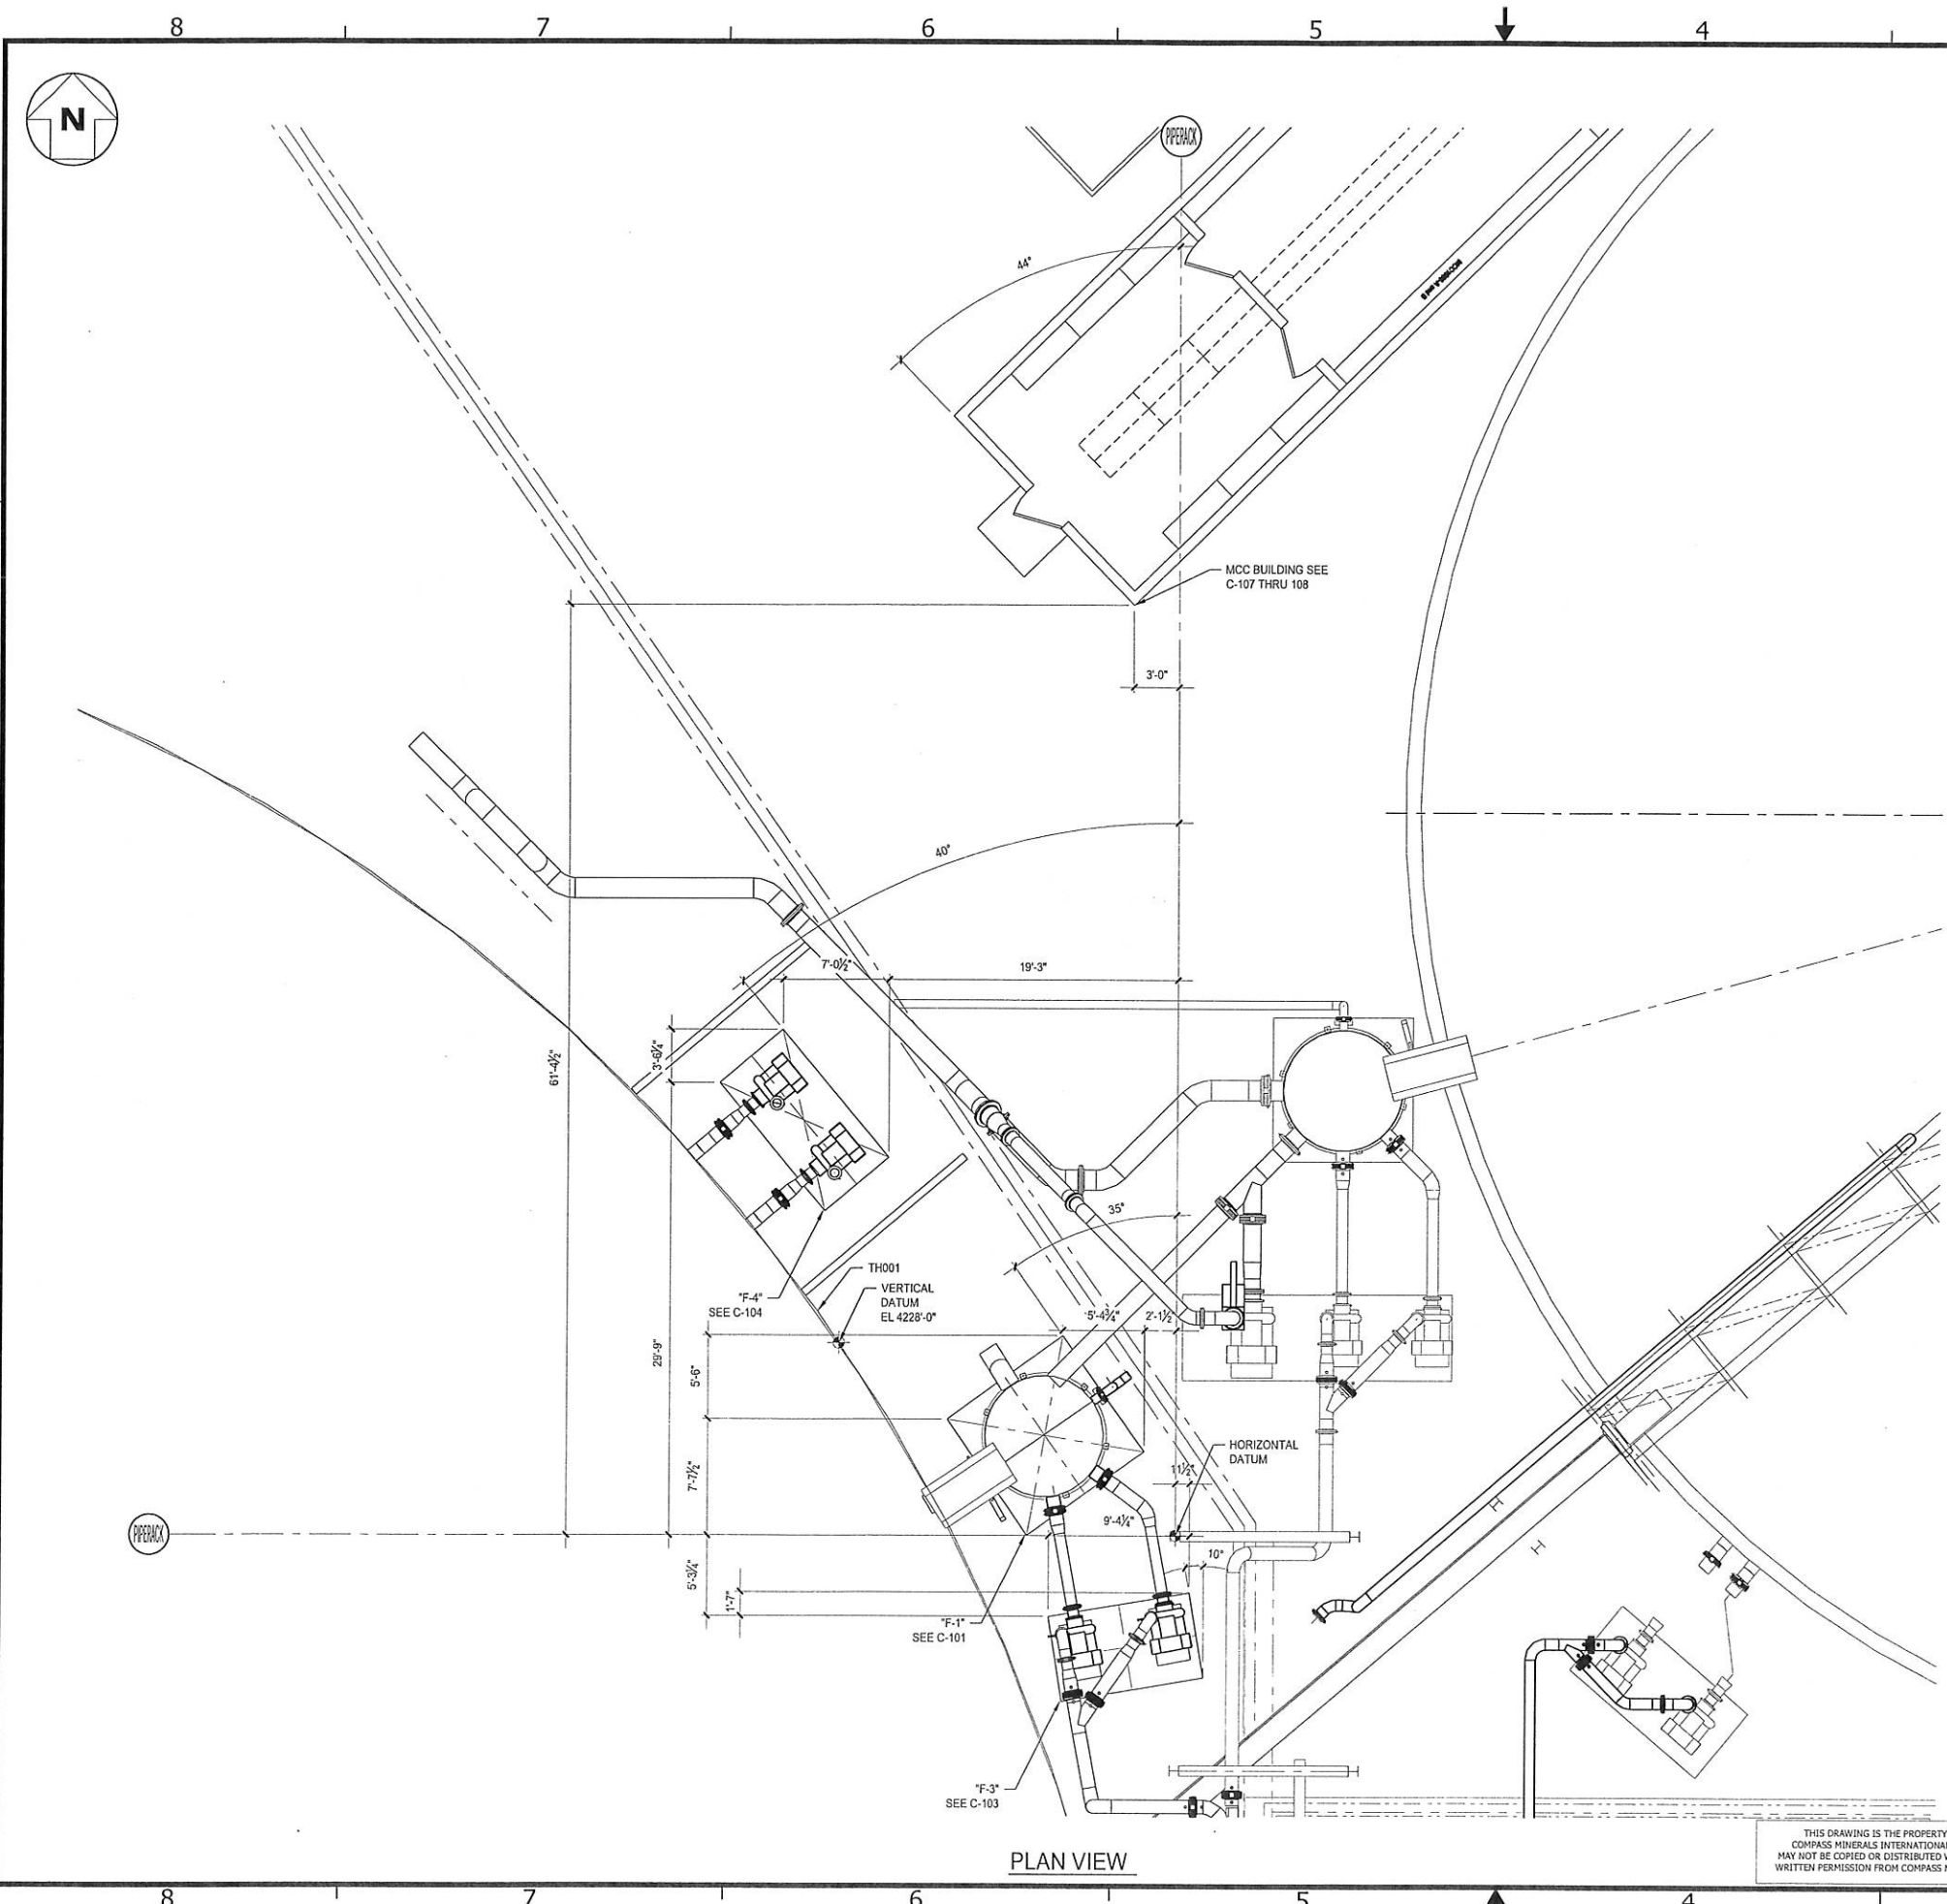 8 7 6 5 4
N
PIPERACK
44°
MCC BUILDING SEE
C-107 THRU 108
3'-0"
40°
7'-0½"
19'-3"
61'-4½"
3'-6¼"
35°
TH001
VERTICAL
DATUM
EL 4228'-0"
"F-4"
SEE C-104
5'-4¾"
2'-1½"
29'-9"
5'-6"
HORIZONTAL
DATUM
11½"
7'-7½"
9'-4¼"
PIPERACK
10°
5'-3¼"
1'-7"
"F-1"
SEE C-101
"F-3"
SEE C-103
THIS DRAWING IS THE PROPERTY
COMPASS MINERALS INTERNATIONAL
MAY NOT BE COPIED OR DISTRIBUTED
WRITTEN PERMISSION FROM COMPASS
PLAN VIEW
8 7 6 5 4